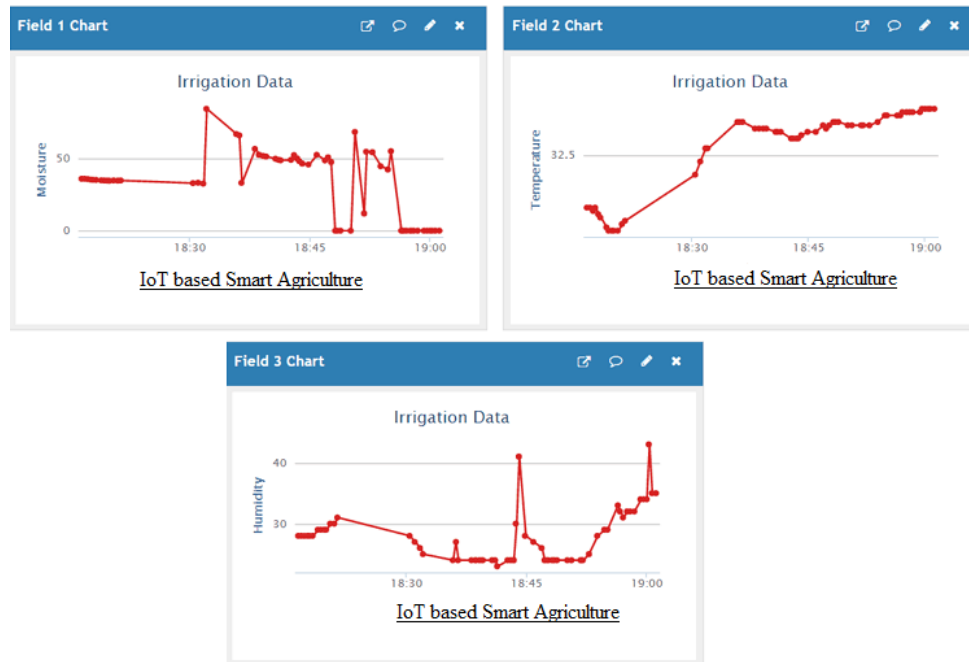 Field 1 Chart
Irrigation Data
Moisture
50
0
18:30 18:45 19:00
IoT based Smart Agriculture
Field 2 Chart
Irrigation Data
Temperature
32.5
18:30 18:45 19:00
IoT based Smart Agriculture
Field 3 Chart
Irrigation Data
Humidity
40
30
18:30 18:45 19:00
IoT based Smart Agriculture